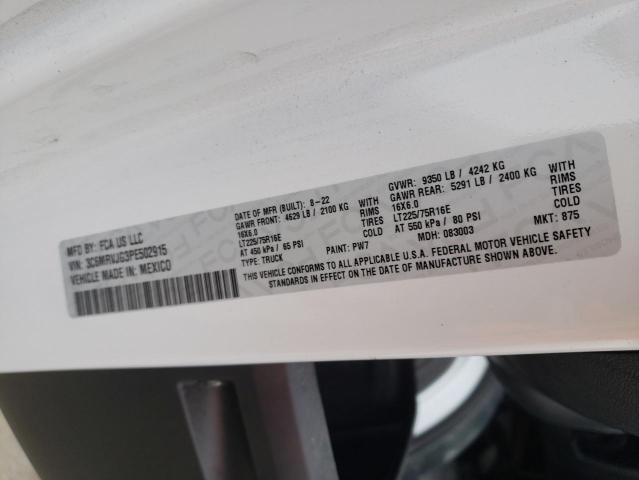 MFD BY: FCA US LLC
DATE OF MFR (BUILT): 8-22
GVWR: 9350 LB / 4242 KG
GAWR FRONT: 4629 LB / 2100 KG WITH
GAWR REAR: 5291 LB / 2400 KG WITH
16X6.0 RIMS
16X6.0 RIMS
LT225/75R16E TIRES
LT225/75R16E TIRES
AT 450 kPa / 65 PSI COLD
AT 550 kPa / 80 PSI COLD
VIN: 3C6MRVJG3PE502915
TYPE: TRUCK
PAINT: PW7
MDH: 083003
MKT: 875
VEHICLE MADE IN: MEXICO
THIS VEHICLE CONFORMS TO ALL APPLICABLE U.S.A. FEDERAL MOTOR VEHICLE SAFETY
STANDARDS IN EFFECT ON THE DATE OF MANUFACTURE SHOWN ABOVE.